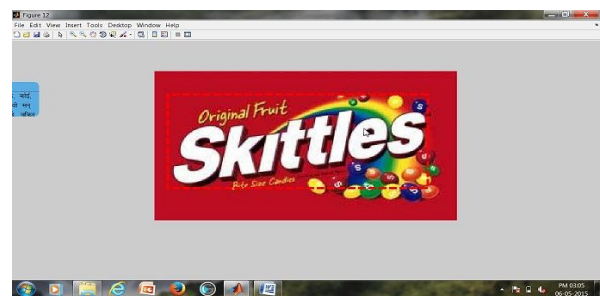 Figure 12
File Edit View Insert Tools Desktop Window Help
Original Fruit
Skittles
Bite Size Candies
PM 03:05
06-05-2015